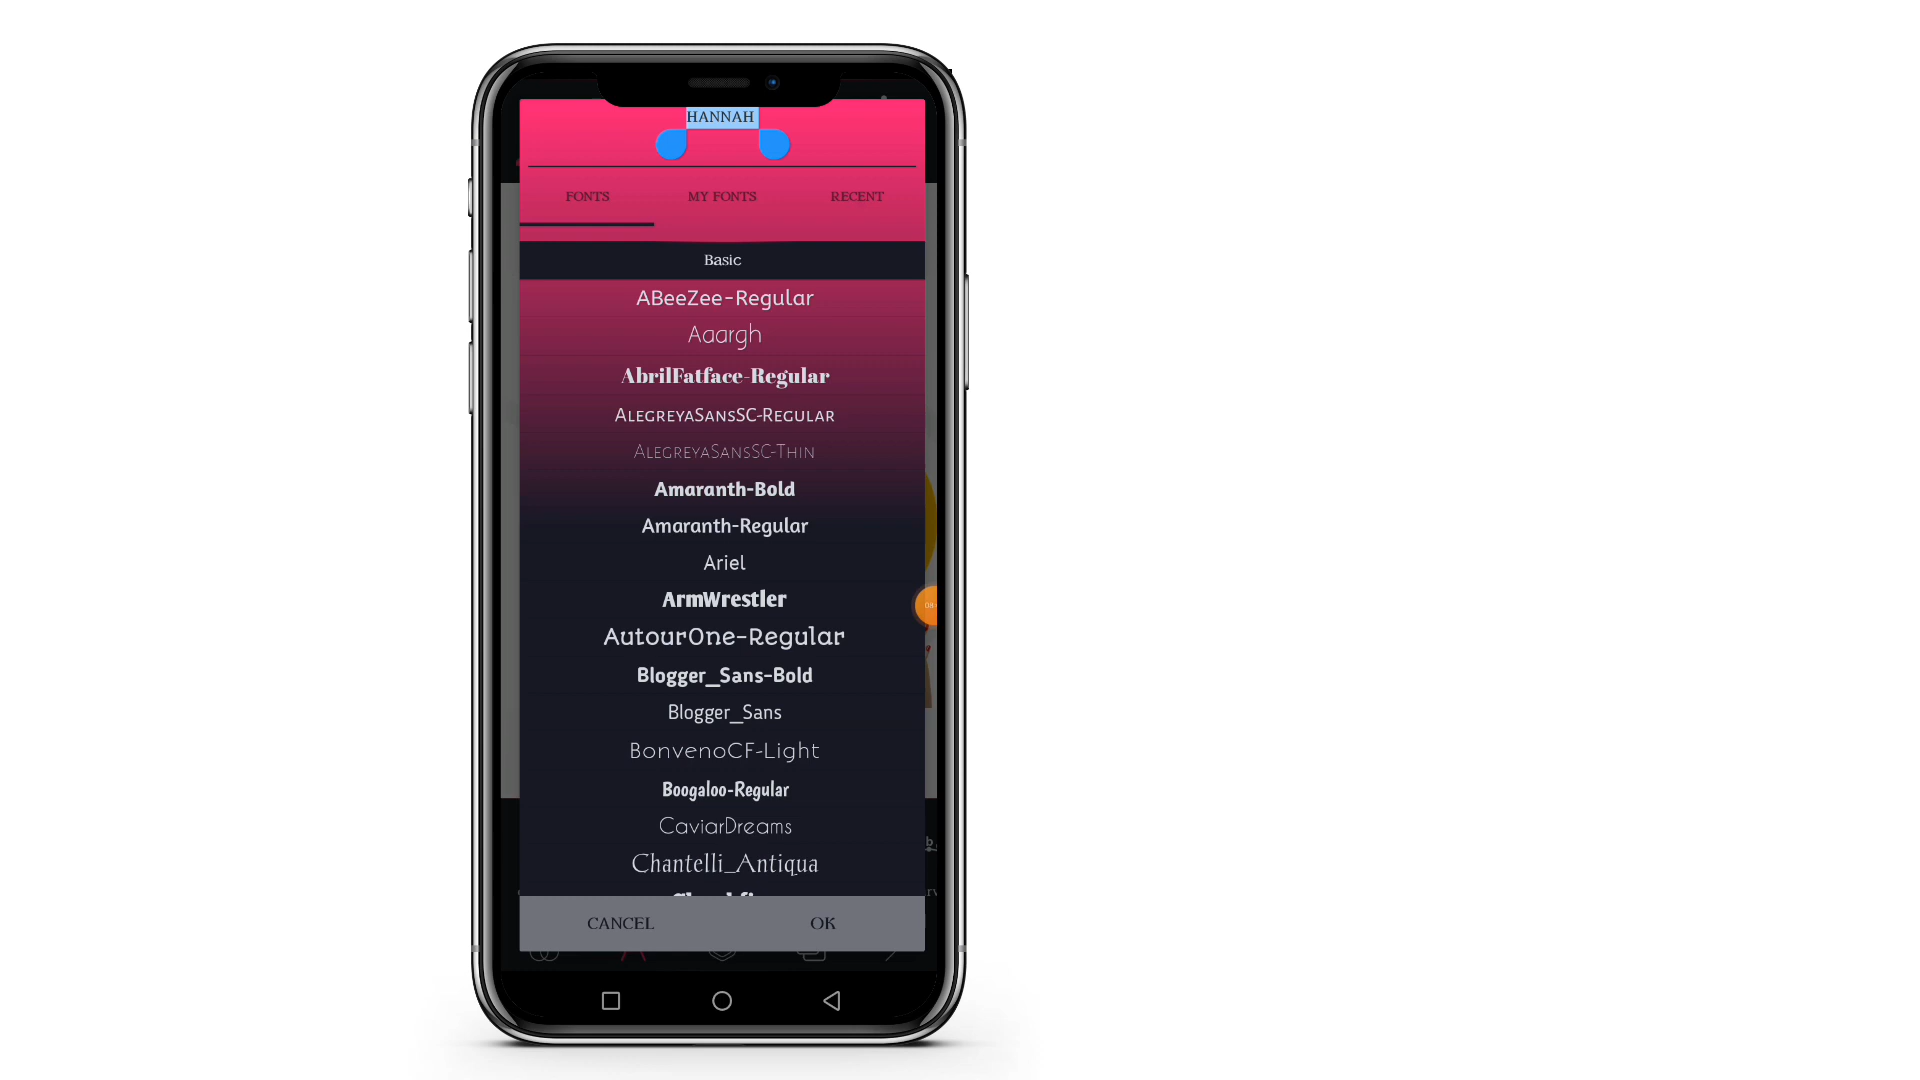 HANNAH
FONTS MY FONTS RECENT
Basic
ABeeZee-Regular
Aaargh
AbrilFatface-Regular
AlegreyaSansSC-Regular
AlegreyaSansSC-Thin
Amaranth-Bold
Amaranth-Regular
Ariel
ArmWrestler
AutourOne-Regular
Blogger_Sans-Bold
Blogger_Sans
BonvenoCF-Light
Boogaloo-Regular
CaviarDreams
Chantelli_Antiqua
CANCEL OK